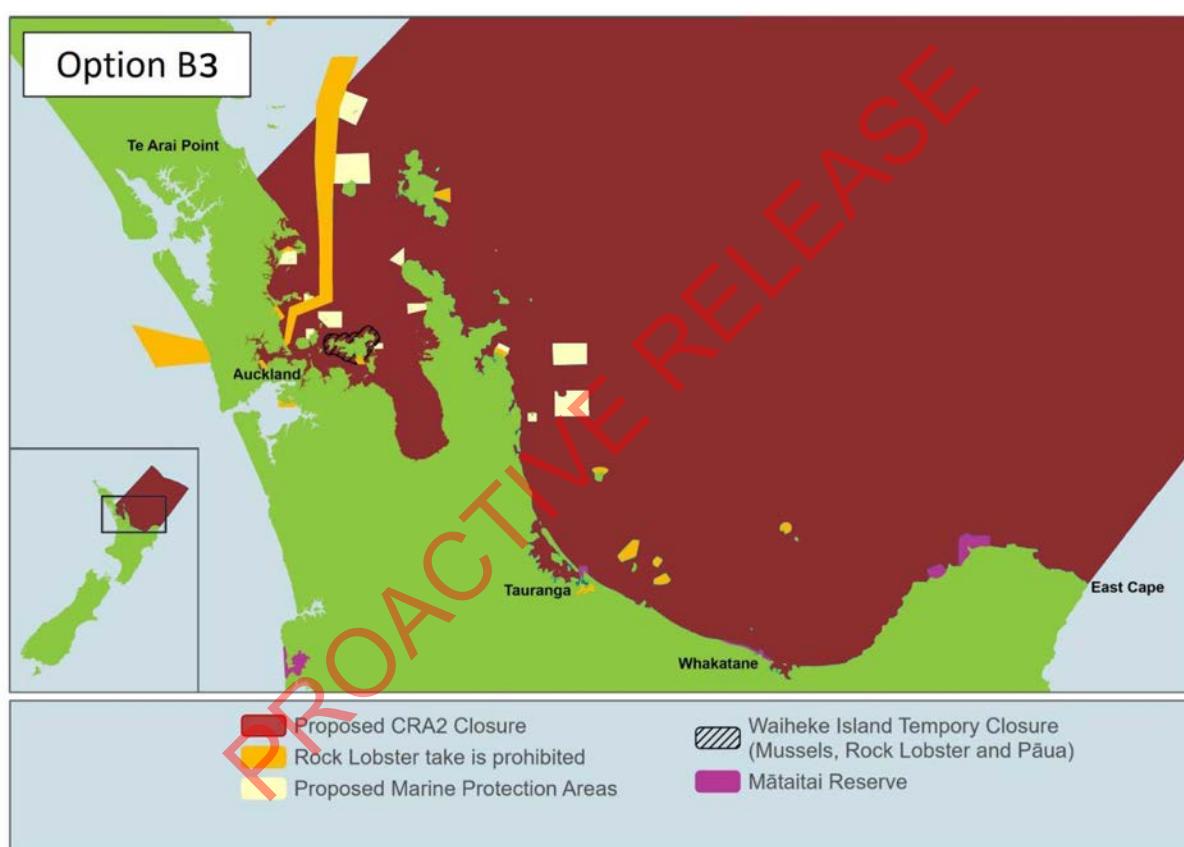 Option B3
Te Arai Point
Auckland
Tauranga
Whakatane
East Cape
PROACTIVE RELEASE
Proposed CRA2 Closure
Rock Lobster take is prohibited
Proposed Marine Protection Areas
Waiheke Island Tempory Closure
(Mussels, Rock Lobster and Pāua)
Mātaitai Reserve